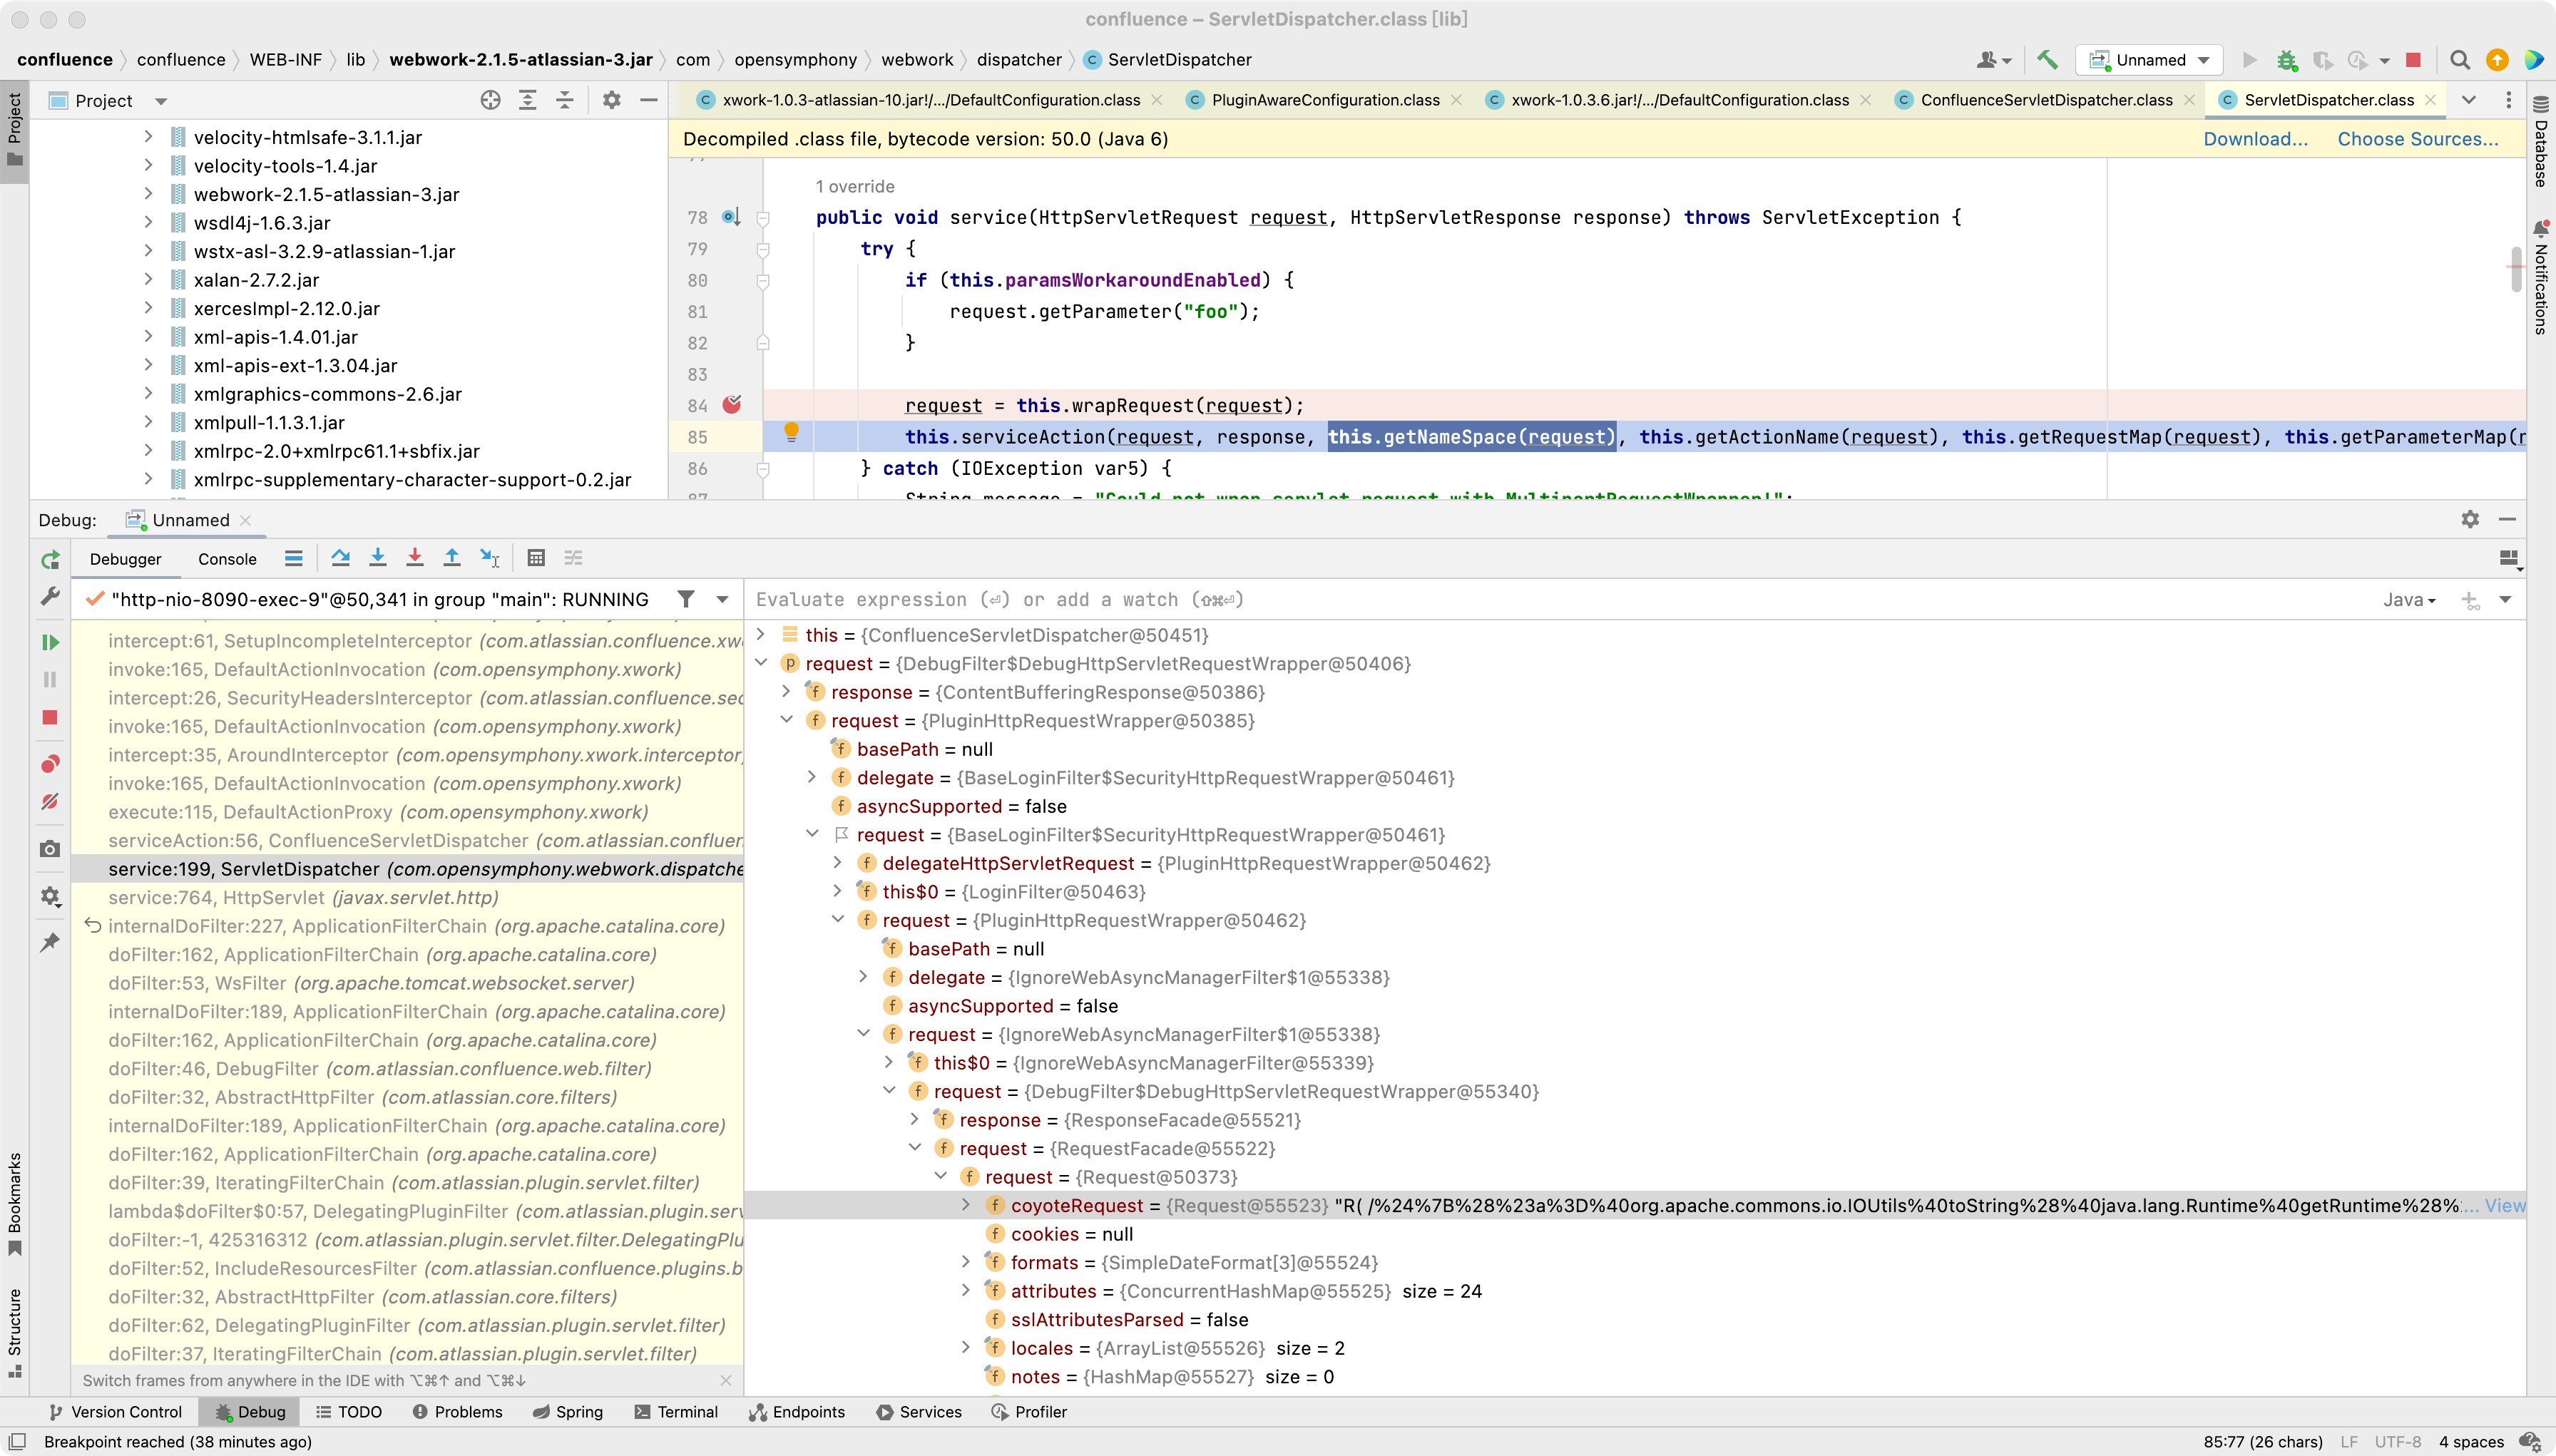 confluence – ServletDispatcher.class [lib]
confluence confluence WEB-INF lib webwork-2.1.5-atlassian-3.jar com opensymphony webwork dispatcher ServletDispatcher
Unnamed
Project
xwork-1.0.3-atlassian-10.jar!/.../DefaultConfiguration.class PluginAwareConfiguration.class xwork-1.0.3.6.jar!/.../DefaultConfiguration.class ConfluenceServletDispatcher.class ServletDispatcher.class
Project
Database
Notifications
velocity-htmlsafe-3.1.1.jar
velocity-tools-1.4.jar
webwork-2.1.5-atlassian-3.jar
wsdl4j-1.6.3.jar
wstx-asl-3.2.9-atlassian-1.jar
xalan-2.7.2.jar
xercesImpl-2.12.0.jar
xml-apis-1.4.01.jar
xml-apis-ext-1.3.04.jar
xmlgraphics-commons-2.6.jar
xmlpull-1.1.3.1.jar
xmlrpc-2.0+xmlrpc61.1+sbfix.jar
xmlrpc-supplementary-character-support-0.2.jar
Decompiled .class file, bytecode version: 50.0 (Java 6) Download... Choose Sources...
1 override
78 public void service(HttpServletRequest request, HttpServletResponse response) throws ServletException {
79 try {
80 if (this.paramsWorkaroundEnabled) {
81 request.getParameter("foo");
82 }
83
84 request = this.wrapRequest(request);
85 this.serviceAction(request, response, this.getNameSpace(request), this.getActionName(request), this.getRequestMap(request), this.getParameterMap(r
86 } catch (IOException var5) {
87 String message = "Could not wrap servlet request with MultipartRequestWrapper!";
Debug: Unnamed
Debugger Console
"http-nio-8090-exec-9"@50,341 in group "main": RUNNING
intercept:61, SetupIncompleteInterceptor (com.atlassian.confluence.xw
invoke:165, DefaultActionInvocation (com.opensymphony.xwork)
intercept:26, SecurityHeadersInterceptor (com.atlassian.confluence.sec
invoke:165, DefaultActionInvocation (com.opensymphony.xwork)
intercept:35, AroundInterceptor (com.opensymphony.xwork.interceptor
invoke:165, DefaultActionInvocation (com.opensymphony.xwork)
execute:115, DefaultActionProxy (com.opensymphony.xwork)
serviceAction:56, ConfluenceServletDispatcher (com.atlassian.confluen
service:199, ServletDispatcher (com.opensymphony.webwork.dispatche
service:764, HttpServlet (javax.servlet.http)
internalDoFilter:227, ApplicationFilterChain (org.apache.catalina.core)
doFilter:162, ApplicationFilterChain (org.apache.catalina.core)
doFilter:53, WsFilter (org.apache.tomcat.websocket.server)
internalDoFilter:189, ApplicationFilterChain (org.apache.catalina.core)
doFilter:162, ApplicationFilterChain (org.apache.catalina.core)
doFilter:46, DebugFilter (com.atlassian.confluence.web.filter)
doFilter:32, AbstractHttpFilter (com.atlassian.core.filters)
internalDoFilter:189, ApplicationFilterChain (org.apache.catalina.core)
doFilter:162, ApplicationFilterChain (org.apache.catalina.core)
doFilter:39, IteratingFilterChain (com.atlassian.plugin.servlet.filter)
lambda$doFilter$0:57, DelegatingPluginFilter (com.atlassian.plugin.serv
doFilter:-1, 425316312 (com.atlassian.plugin.servlet.filter.DelegatingPlu
doFilter:52, IncludeResourcesFilter (com.atlassian.confluence.plugins.b
doFilter:32, AbstractHttpFilter (com.atlassian.core.filters)
doFilter:62, DelegatingPluginFilter (com.atlassian.plugin.servlet.filter)
doFilter:37, IteratingFilterChain (com.atlassian.plugin.servlet.filter)
Switch frames from anywhere in the IDE with ⌥⌘↑ and ⌥⌘↓
Evaluate expression (⏎) or add a watch (⇧⌘⏎) Java
this = {ConfluenceServletDispatcher@50451}
request = {DebugFilter$DebugHttpServletRequestWrapper@50406}
response = {ContentBufferingResponse@50386}
request = {PluginHttpRequestWrapper@50385}
basePath = null
delegate = {BaseLoginFilter$SecurityHttpRequestWrapper@50461}
asyncSupported = false
request = {BaseLoginFilter$SecurityHttpRequestWrapper@50461}
delegateHttpServletRequest = {PluginHttpRequestWrapper@50462}
this$0 = {LoginFilter@50463}
request = {PluginHttpRequestWrapper@50462}
basePath = null
delegate = {IgnoreWebAsyncManagerFilter$1@55338}
asyncSupported = false
request = {IgnoreWebAsyncManagerFilter$1@55338}
this$0 = {IgnoreWebAsyncManagerFilter@55339}
request = {DebugFilter$DebugHttpServletRequestWrapper@55340}
response = {ResponseFacade@55521}
request = {RequestFacade@55522}
request = {Request@50373}
coyoteRequest = {Request@55523} "R( /%24%7B%28%23a%3D%40org.apache.commons.io.IOUtils%40toString%28%40java.lang.Runtime%40getRuntime%28%... View
cookies = null
formats = {SimpleDateFormat[3]@55524}
attributes = {ConcurrentHashMap@55525} size = 24
sslAttributesParsed = false
locales = {ArrayList@55526} size = 2
notes = {HashMap@55527} size = 0
Bookmarks
Structure
Version Control Debug TODO Problems Spring Terminal Endpoints Services Profiler
Breakpoint reached (38 minutes ago) 85:77 (26 chars) LF UTF-8 4 spaces